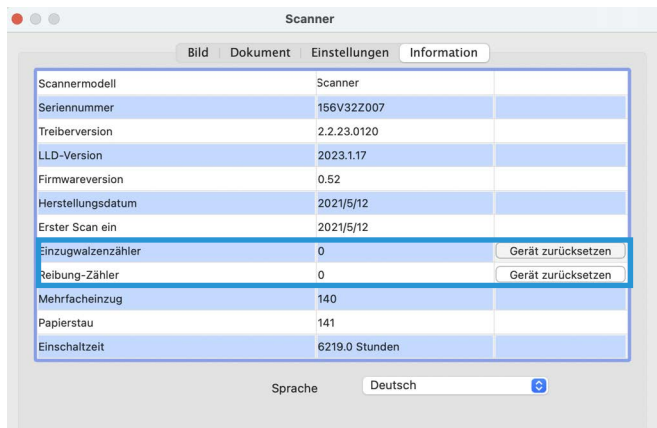 Scanner
Bild Dokument Einstellungen Information
Scannermodell Scanner
Seriennummer 156V32Z007
Treiberversion 2.2.23.0120
LLD-Version 2023.1.17
Firmwareversion 0.52
Herstellungsdatum 2021/5/12
Erster Scan ein 2021/5/12
Einzugwalzenzähler 0 Gerät zurücksetzen
Reibung-Zähler 0 Gerät zurücksetzen
Mehrfacheinzug 140
Papierstau 141
Einschaltzeit 6219.0 Stunden
Sprache Deutsch